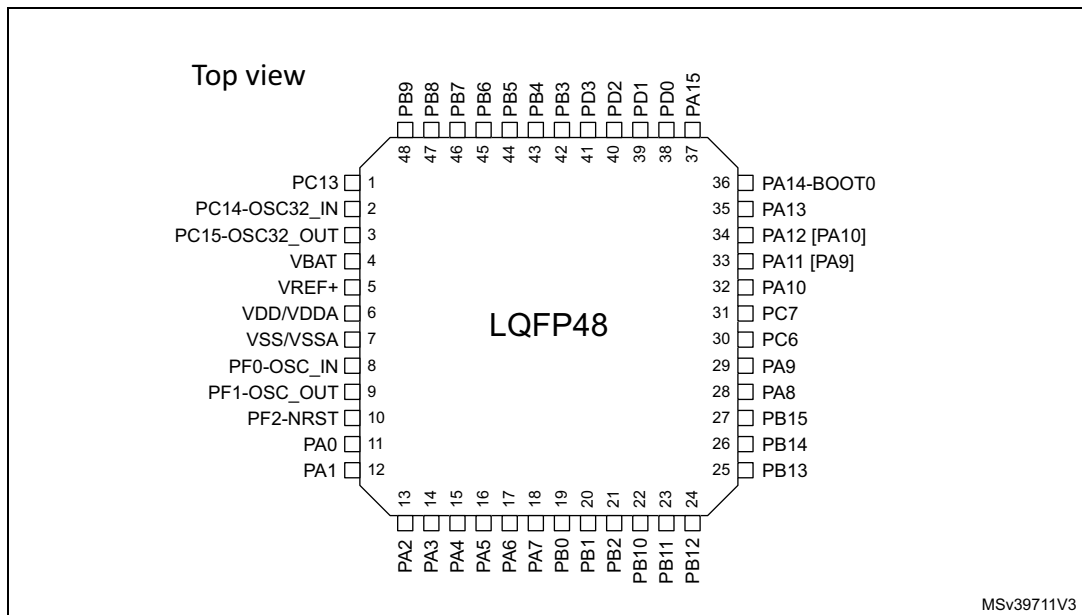 Top view
PB9 PB8 PB7 PB6 PB5 PB4 PB3 PD3 PD2 PD1 PD0 PA15
48 47 46 45 44 43 42 41 40 39 38 37
PC13 1
PC14-OSC32_IN 2
PC15-OSC32_OUT 3
VBAT 4
VREF+ 5
VDD/VDDA 6
VSS/VSSA 7
PF0-OSC_IN 8
PF1-OSC_OUT 9
PF2-NRST 10
PA0 11
PA1 12
LQFP48
36 PA14-BOOT0
35 PA13
34 PA12 [PA10]
33 PA11 [PA9]
32 PA10
31 PC7
30 PC6
29 PA9
28 PA8
27 PB15
26 PB14
25 PB13
13 14 15 16 17 18 19 20 21 22 23 24
PA2 PA3 PA4 PA5 PA6 PA7 PB0 PB1 PB2 PB10 PB11 PB12
MSv39711V3